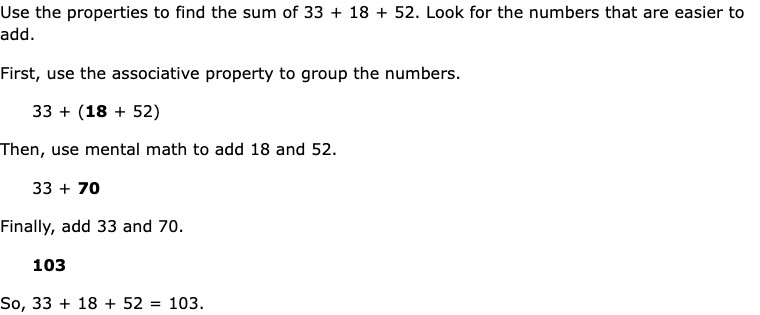 Use the properties to find the sum of 33 + 18 + 52. Look for the numbers that are easier to
add.
First, use the associative property to group the numbers.
33 + (18 + 52)
Then, use mental math to add 18 and 52.
33 + 70
Finally, add 33 and 70.
103
So, 33 + 18 + 52 = 103.